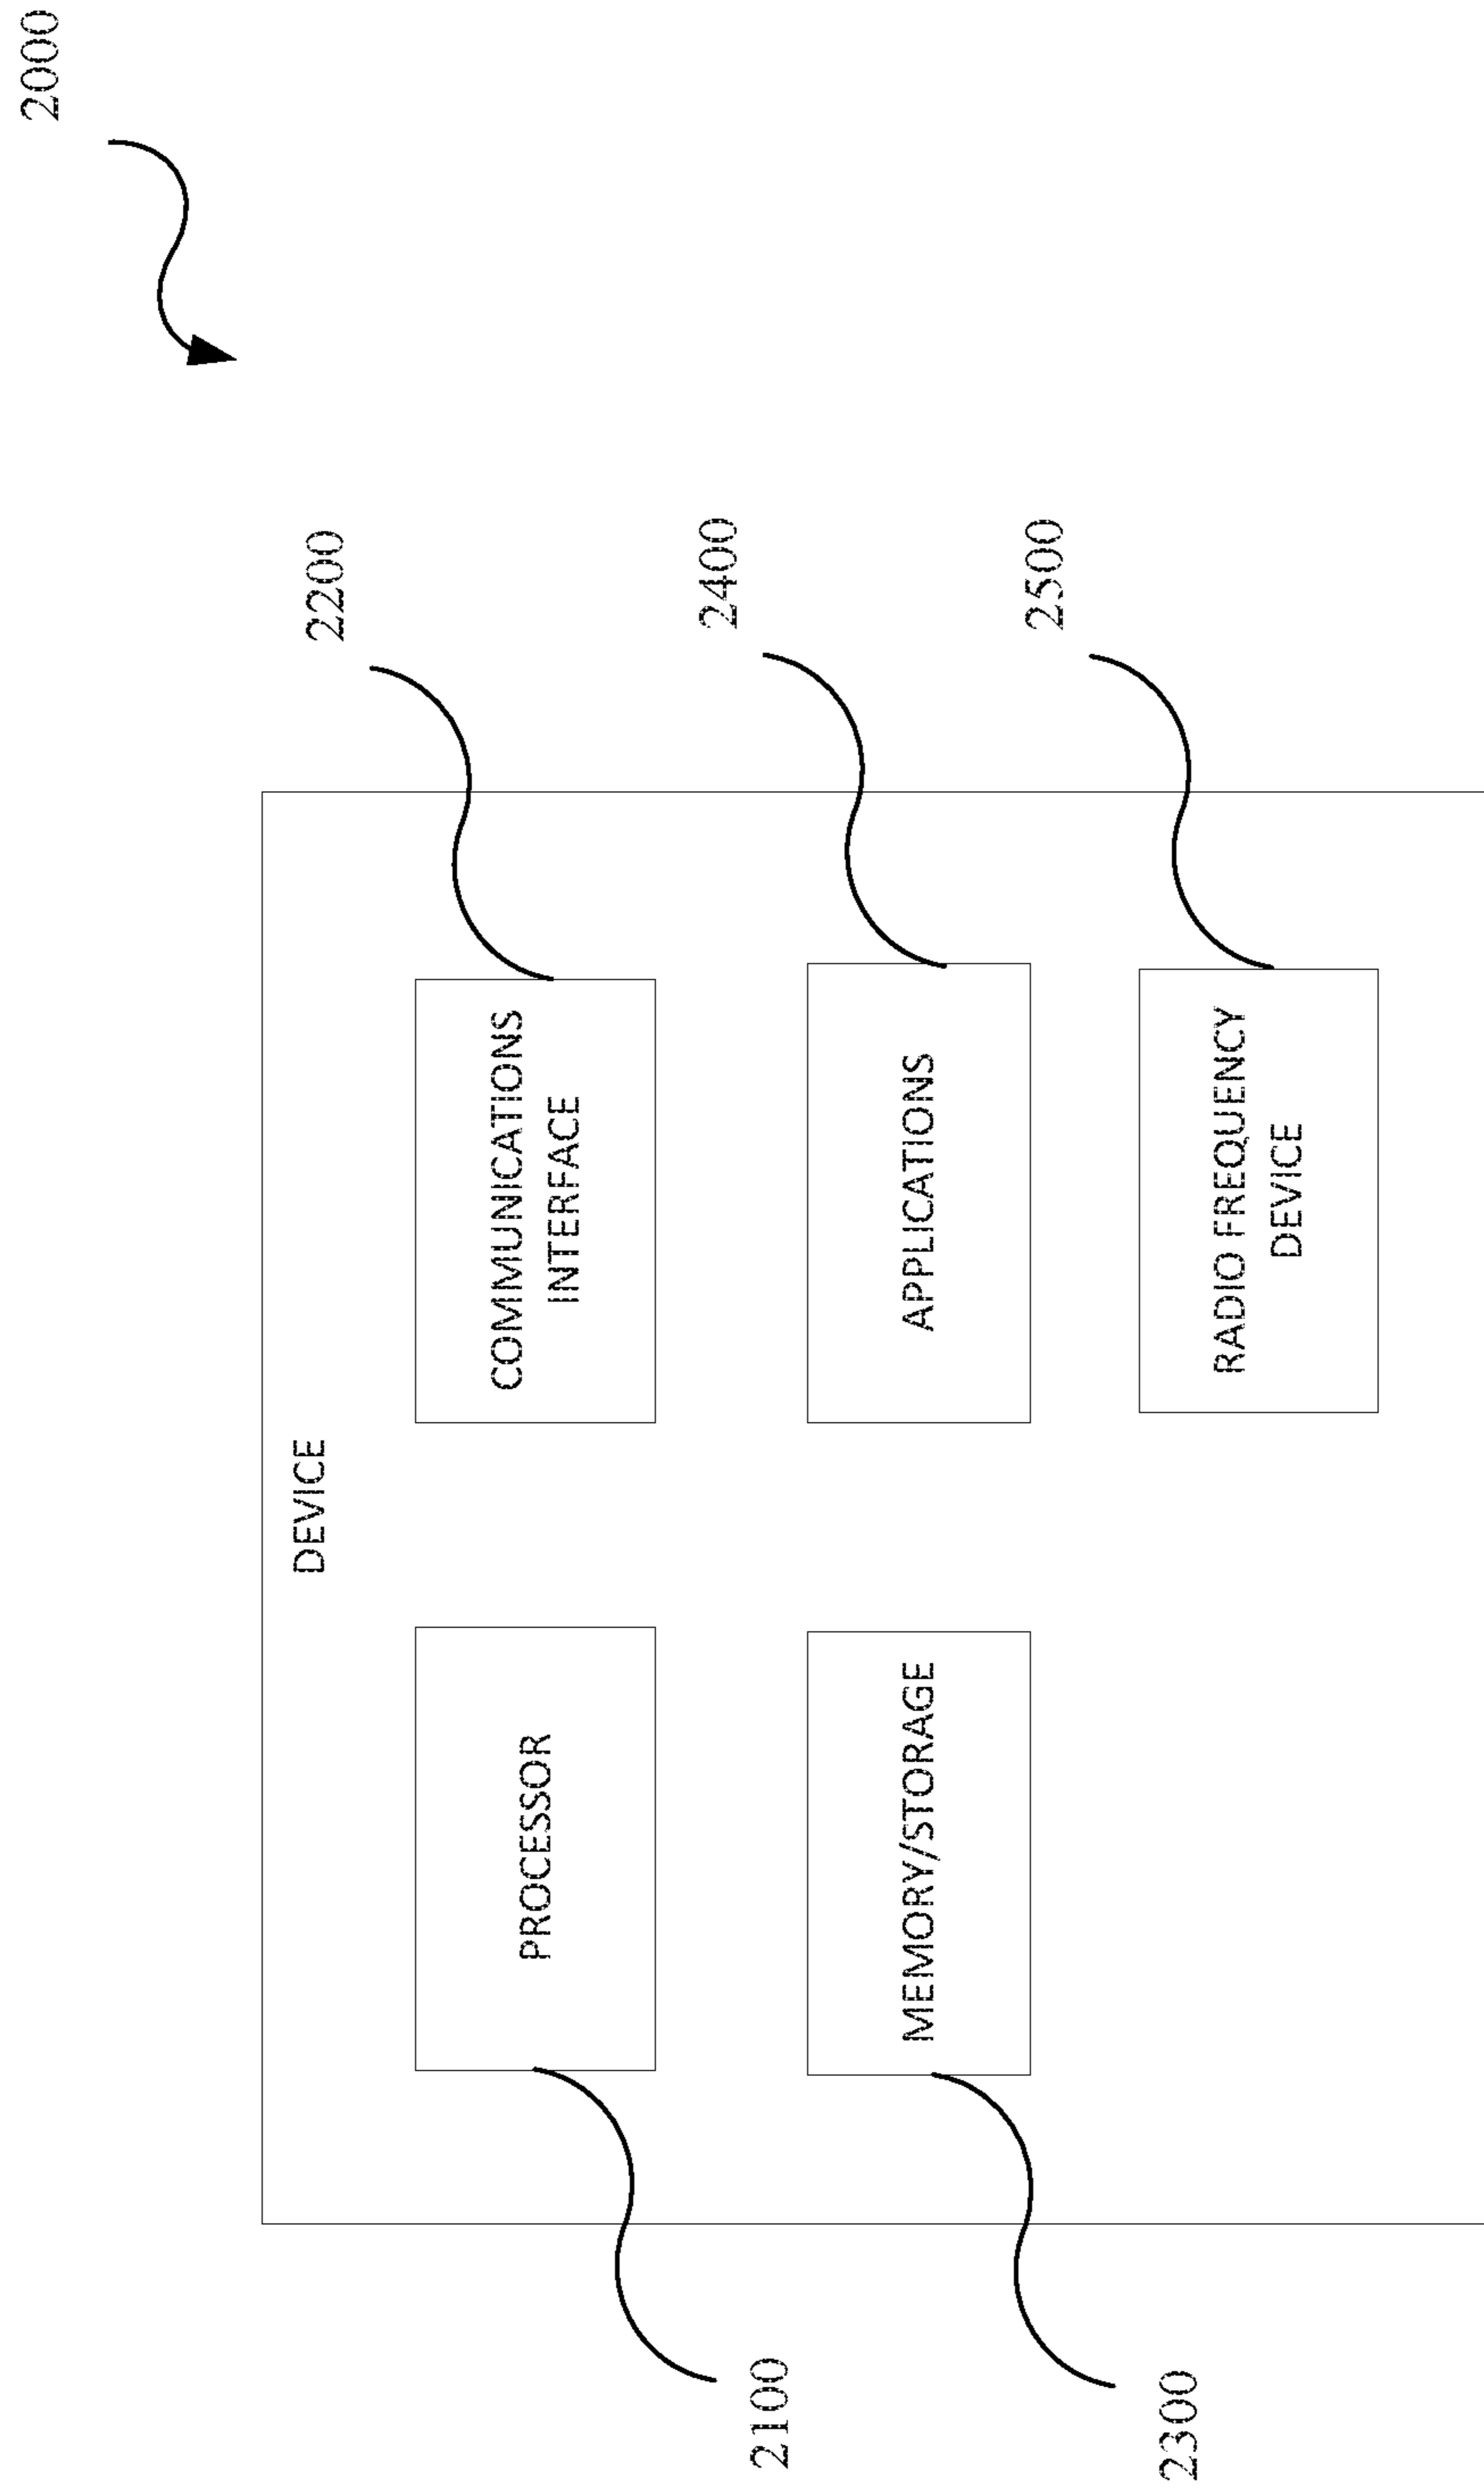 2000
DEVICE
2200
PROCESSOR
COMMUNICATIONS
INTERFACE
2100
2400
MEMORY/STORAGE
APPLICATIONS
2300
2500
RADIO FREQUENCY
DEVICE